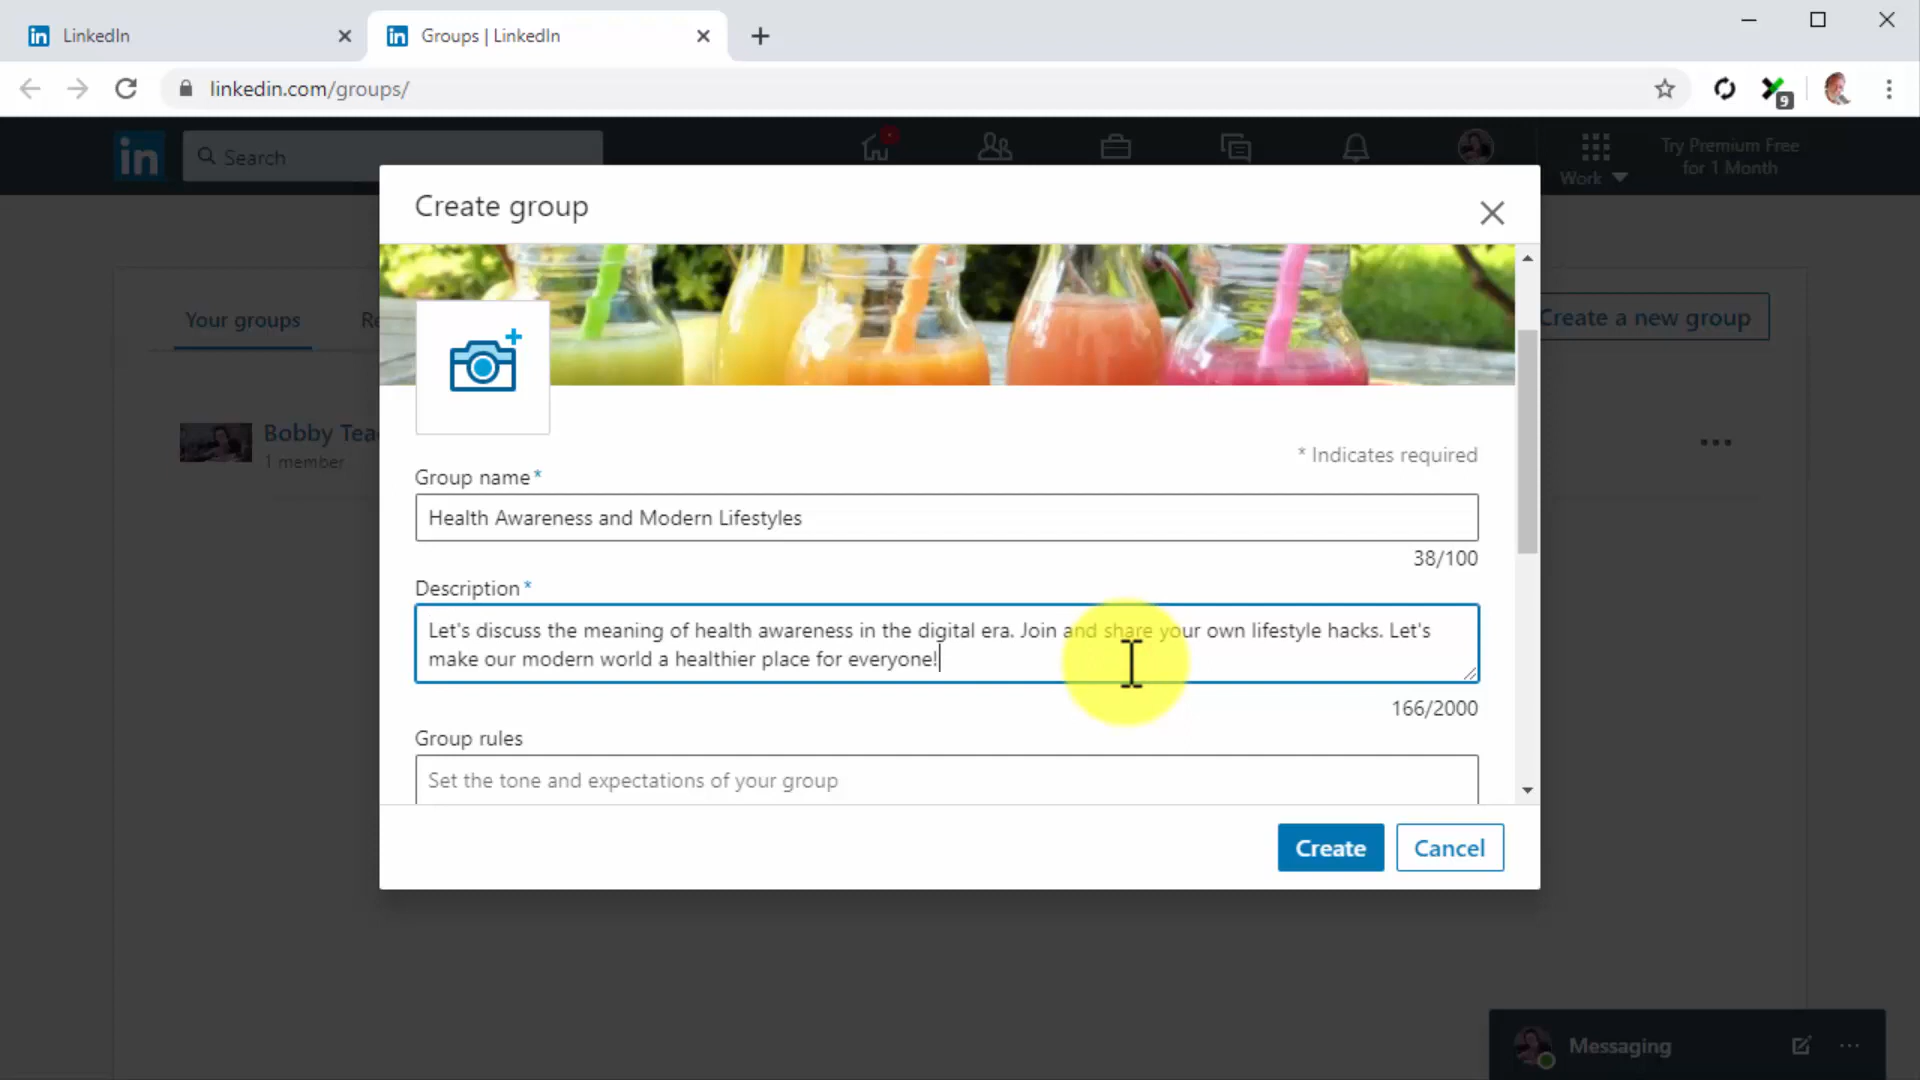 LinkedIn
Groups | LinkedIn
linkedin.com/groups/
9
in
Search
Work
Try Premium Free
for 1 Month
Create group
Your groups
Create a new group
Bobby Tea
1 member
* Indicates required
Group name*
Health Awareness and Modern Lifestyles
38/100
Description*
Let's discuss the meaning of health awareness in the digital era. Join and share your own lifestyle hacks. Let's
make our modern world a healthier place for everyone!
166/2000
Group rules
Set the tone and expectations of your group
Create
Cancel
Messaging